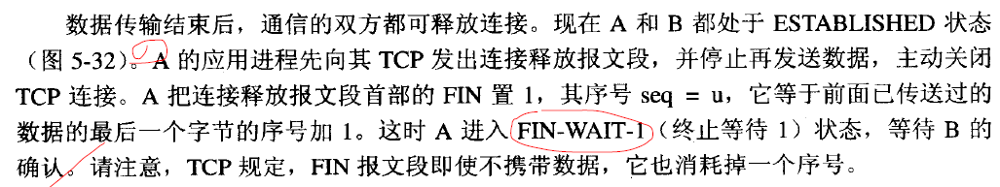 数据传输结束后，通信的双方都可释放连接。现在 A 和 B 都处于 ESTABLISHED 状态
（图 5-32）。A 的应用进程先向其 TCP 发出连接释放报文段，并停止再发送数据，主动关闭
TCP 连接。A 把连接释放报文段首部的 FIN 置 1，其序号 seq = u，它等于前面已传送过的
数据的最后一个字节的序号加 1。这时 A 进入 FIN-WAIT-1（终止等待 1）状态，等待 B 的
确认。请注意，TCP 规定，FIN 报文段即使不携带数据，它也消耗掉一个序号。